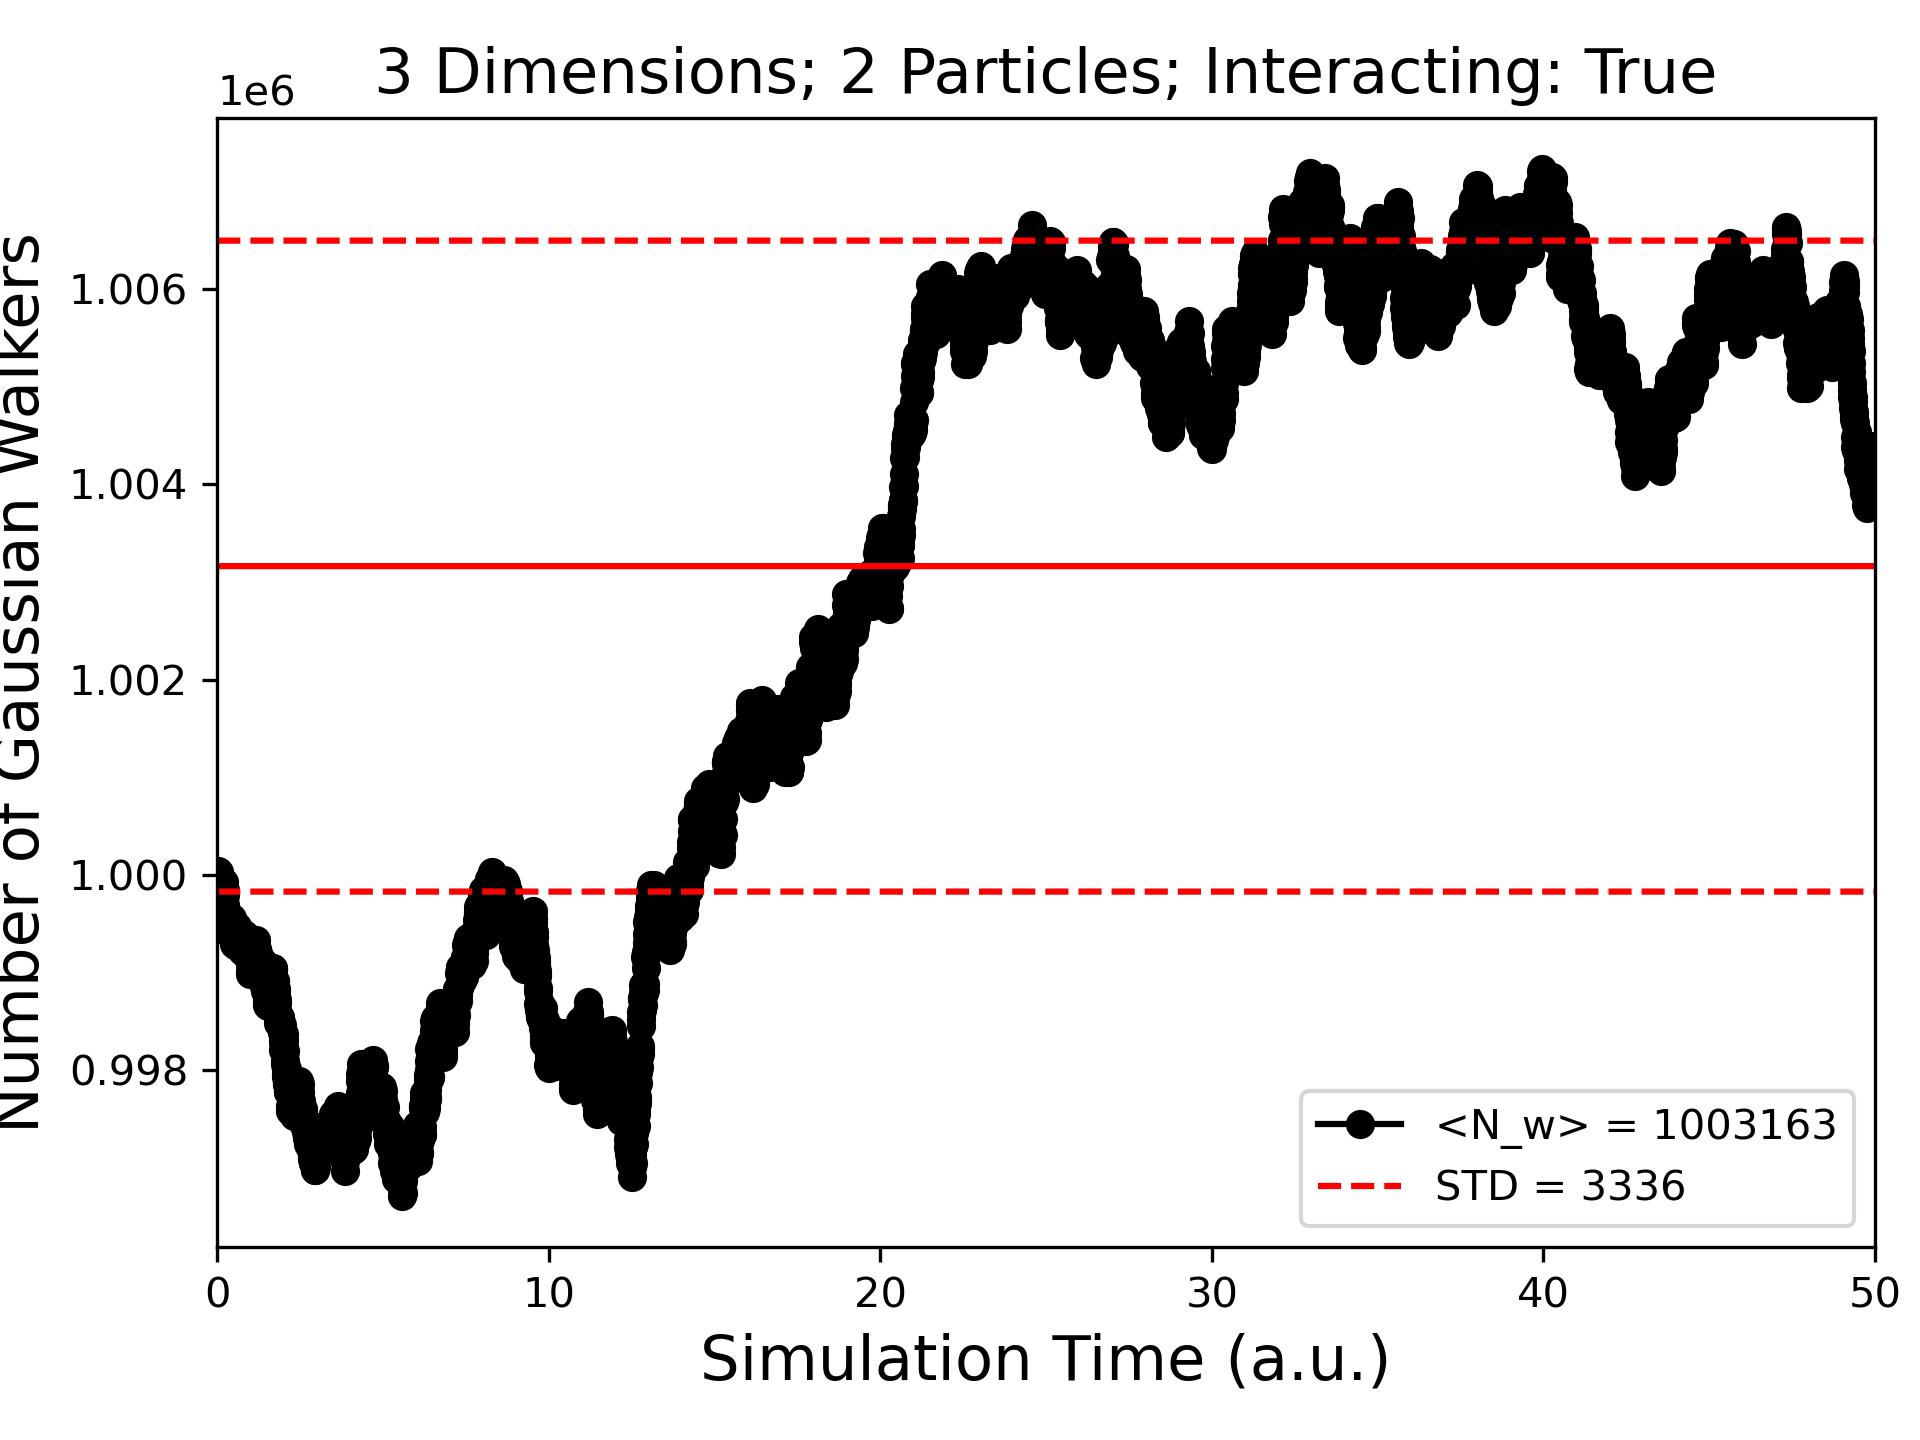 3 Dimensions; 2 Particles; Interacting: True
1e6
Number of Gaussian Walkers
1.006
1.004
1.002
1.000
0.998
<N_w> = 1003163
STD = 3336
0 10 20 30 40 50
Simulation Time (a.u.)